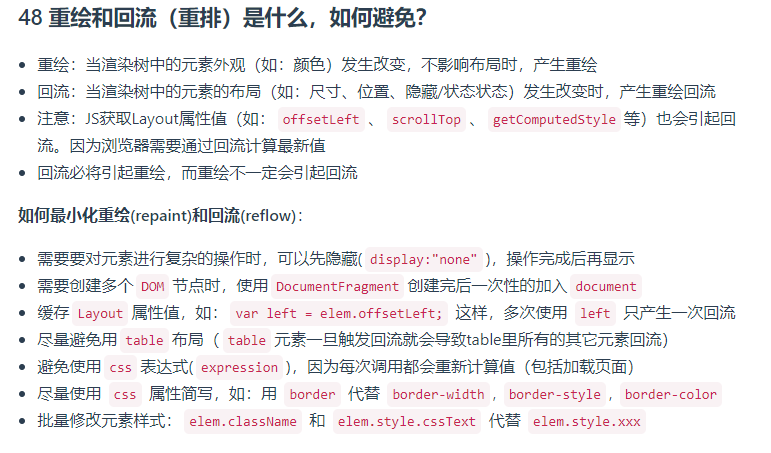 48 重绘和回流（重排）是什么，如何避免？
重绘：当渲染树中的元素外观（如：颜色）发生改变，不影响布局时，产生重绘
回流：当渲染树中的元素的布局（如：尺寸、位置、隐藏/状态状态）发生改变时，产生重绘回流
注意：JS获取Layout属性值（如： offsetLeft 、 scrollTop 、 getComputedStyle 等）也会引起回
流。因为浏览器需要通过回流计算最新值
回流必将引起重绘，而重绘不一定会引起回流
如何最小化重绘(repaint)和回流(reflow)：
需要要对元素进行复杂的操作时，可以先隐藏( display:"none" )，操作完成后再显示
需要创建多个 DOM 节点时，使用 DocumentFragment 创建完后一次性的加入 document
缓存 Layout 属性值，如： var left = elem.offsetLeft; 这样，多次使用 left 只产生一次回流
尽量避免用 table 布局（ table 元素一旦触发回流就会导致table里所有的其它元素回流）
避免使用 css 表达式( expression )，因为每次调用都会重新计算值（包括加载页面）
尽量使用 css 属性简写，如：用 border 代替 border-width , border-style , border-color
批量修改元素样式： elem.className 和 elem.style.cssText 代替 elem.style.xxx